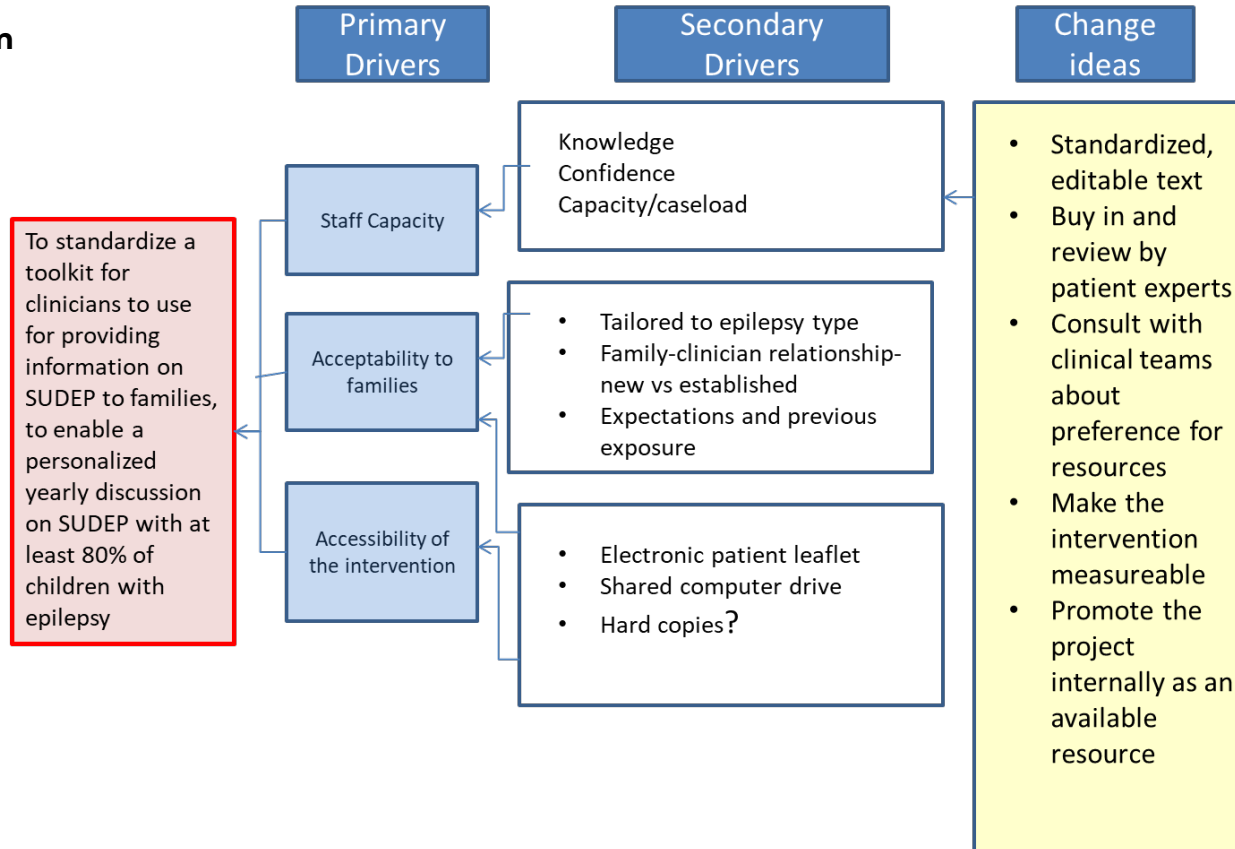 n
Primary
Drivers
Secondary
Drivers
Change
ideas
To standardize a
toolkit for
clinicians to use
for providing
information on
SUDEP to families,
to enable a
personalized
yearly discussion
on SUDEP with at
least 80% of
children with
epilepsy
Staff Capacity
Acceptability to
families
Accessibility of
the intervention
Knowledge
Confidence
Capacity/caseload
• Tailored to epilepsy type
• Family-clinician relationship-
new vs established
• Expectations and previous
exposure
• Electronic patient leaflet
• Shared computer drive
• Hard copies?
• Standardized,
editable text
• Buy in and
review by
patient experts
• Consult with
clinical teams
about
preference for
resources
• Make the
intervention
measureable
• Promote the
project
internally as an
available
resource